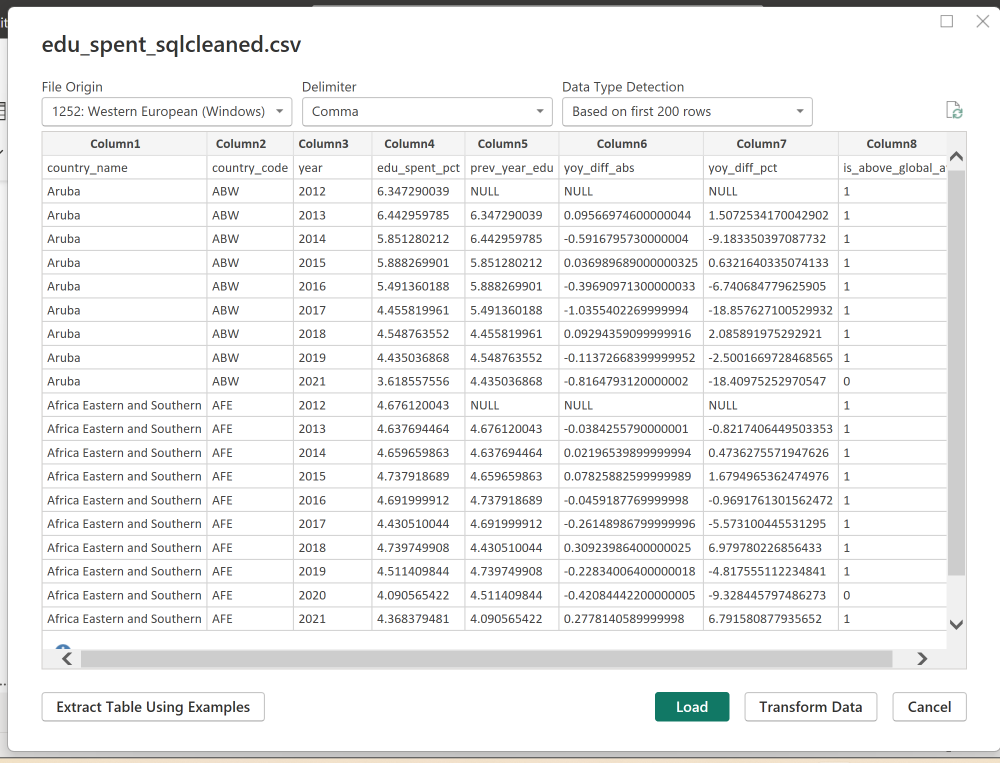 it
edu_spent_sqlcleaned.csv
File Origin Delimiter Data Type Detection
1252: Western European (Windows) Comma Based on first 200 rows
Column1 Column2 Column3 Column4 Column5 Column6 Column7 Column8
country_name country_code year edu_spent_pct prev_year_edu yoy_diff_abs yoy_diff_pct is_above_global_a
Aruba ABW 2012 6.347290039 NULL NULL NULL 1
Aruba ABW 2013 6.442959785 6.347290039 0.09566974600000044 1.5072534170042902 1
Aruba ABW 2014 5.851280212 6.442959785 -0.5916795730000004 -9.183350397087732 1
Aruba ABW 2015 5.888269901 5.851280212 0.036989689000000325 0.6321640335074133 1
Aruba ABW 2016 5.491360188 5.888269901 -0.39690971300000033 -6.740684779625905 1
Aruba ABW 2017 4.455819961 5.491360188 -1.0355402269999994 -18.857627100529932 1
Aruba ABW 2018 4.548763552 4.455819961 0.09294359099999916 2.085891975292921 1
Aruba ABW 2019 4.435036868 4.548763552 -0.11372668399999952 -2.5001669728468565 1
Aruba ABW 2021 3.618557556 4.435036868 -0.8164793120000002 -18.40975252970547 0
Africa Eastern and Southern AFE 2012 4.676120043 NULL NULL NULL 1
Africa Eastern and Southern AFE 2013 4.637694464 4.676120043 -0.0384255790000001 -0.8217406449503353 1
Africa Eastern and Southern AFE 2014 4.659659863 4.637694464 0.02196539899999994 0.4736275571947626 1
Africa Eastern and Southern AFE 2015 4.737918689 4.659659863 0.07825882599999989 1.6794965362474976 1
Africa Eastern and Southern AFE 2016 4.691999912 4.737918689 -0.0459187769999998 -0.9691761301562472 1
Africa Eastern and Southern AFE 2017 4.430510044 4.691999912 -0.26148986799999996 -5.573100445531295 1
Africa Eastern and Southern AFE 2018 4.739749908 4.430510044 0.30923986400000025 6.979780226856433 1
Africa Eastern and Southern AFE 2019 4.511409844 4.739749908 -0.22834006400000018 -4.817555112234841 1
Africa Eastern and Southern AFE 2020 4.090565422 4.511409844 -0.42084442200000005 -9.328445797486273 0
Africa Eastern and Southern AFE 2021 4.368379481 4.090565422 0.2778140589999998 6.791580877935652 1
Extract Table Using Examples Load Transform Data Cancel